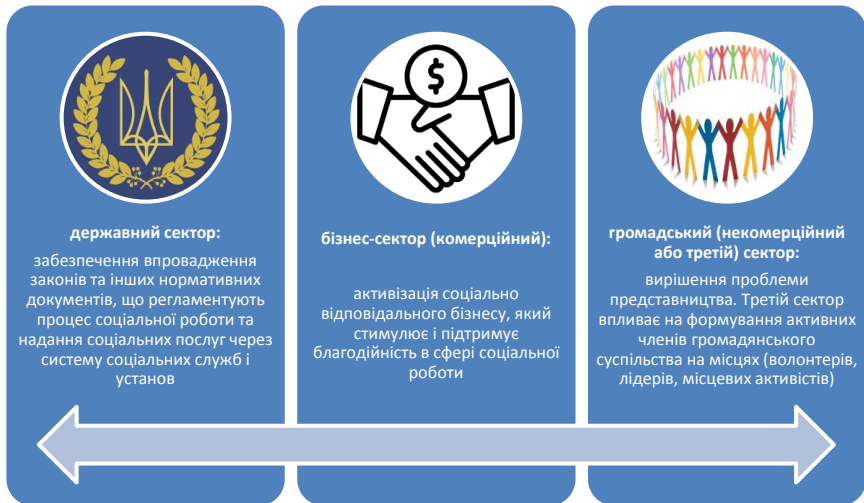 державний сектор:
забезпечення впровадження
законів та інших нормативних
документів, що регламентують
процес соціальної роботи та
надання соціальних послуг через
систему соціальних служб і
установ
бізнес-сектор (комерційний):
активізація соціально
відповідального бізнесу, який
стимулює і підтримує
благодійність в сфері соціальної
роботи
громадський (некомерційний
або третій) сектор:
вирішення проблеми
представництва. Третій сектор
впливає на формування активних
членів громадянського
суспільства на місцях (волонтерів,
лідерів, місцевих активістів)